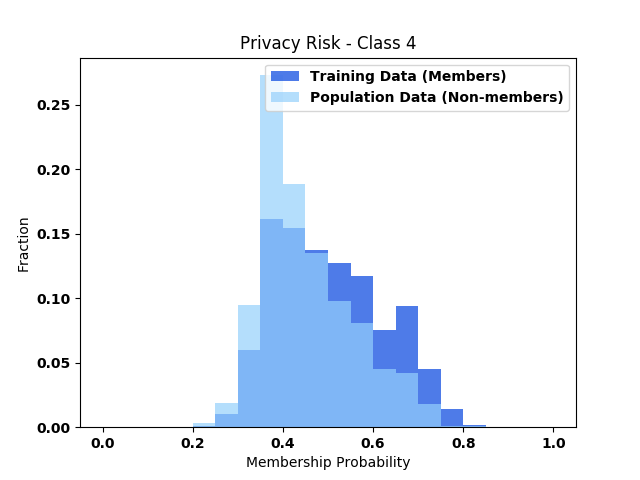 Privacy Risk - Class 4
Training Data (Members)
Population Data (Non-members)
Fraction
0.25
0.20
0.15
0.10
0.05
0.00
0.0 0.2 0.4 0.6 0.8 1.0
Membership Probability